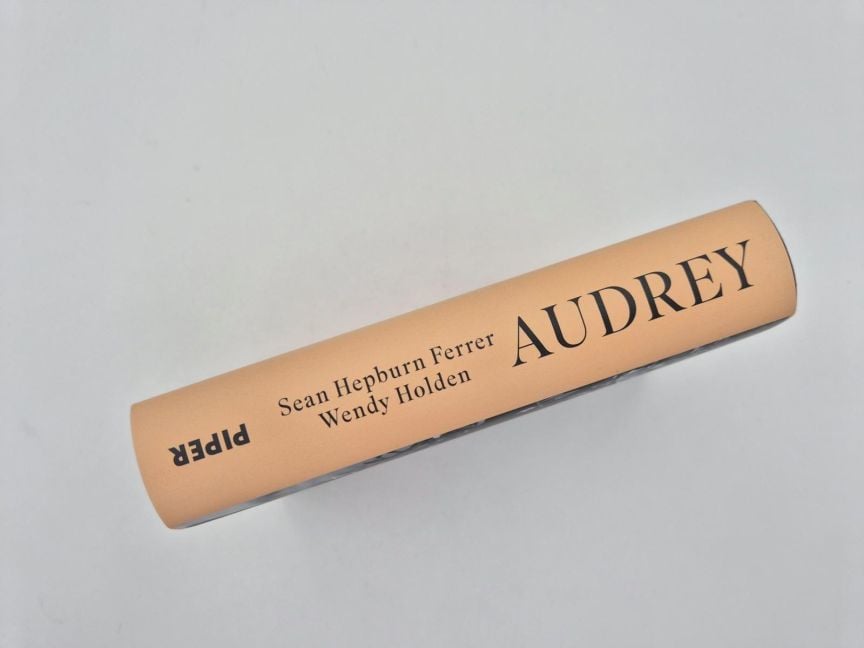 Sean Hepburn Ferrer
Wendy Holden
AUDREY
PIPER